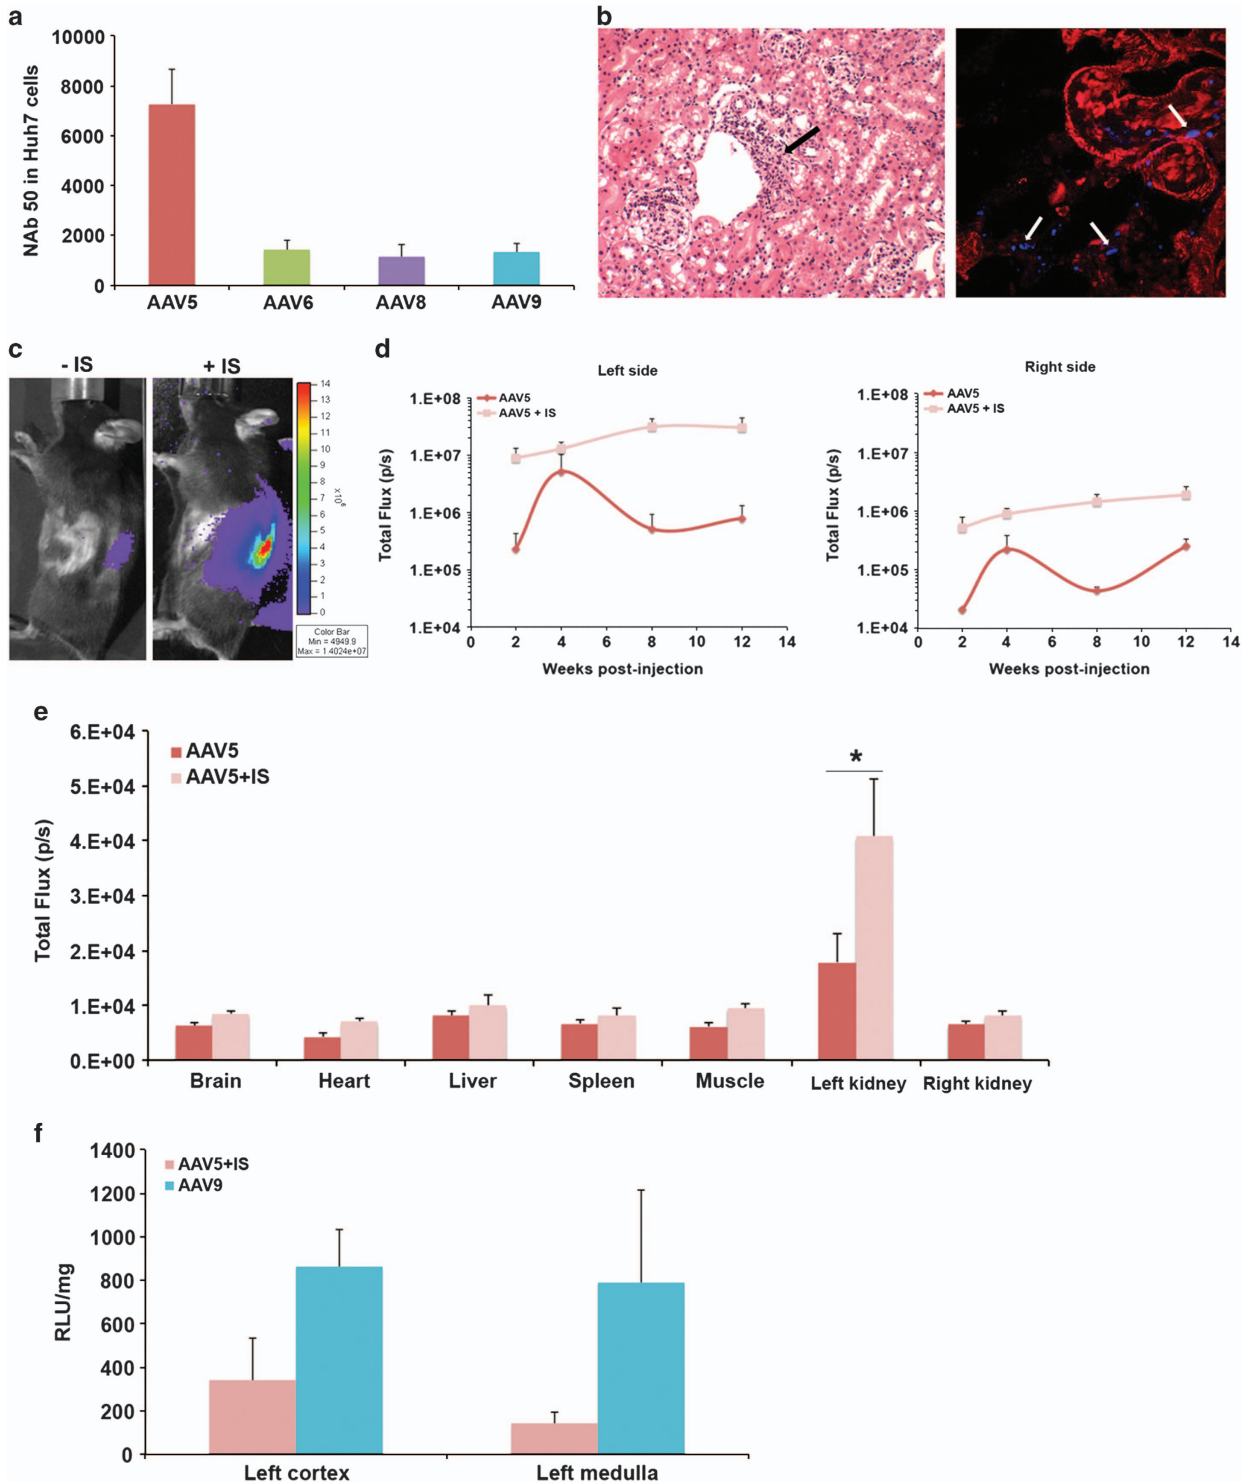 a
NAb 50 in Huh7 cells
10000
8000
6000
4000
2000
0
AAV5 AAV6 AAV8 AAV9
b
c
- IS + IS
14
13
12
11
10
9
8
7
6
5
4
3
2
1
0
x10⁶
Color Bar
Min = 4949.9
Max = 1.4024e+07
d
Left side
AAV5
AAV5 + IS
Total Flux (p/s)
1.E+08
1.E+07
1.E+06
1.E+05
1.E+04
0 2 4 6 8 10 12 14
Weeks post-injection
Right side
AAV5
AAV5 + IS
Total Flux (p/s)
1.E+08
1.E+07
1.E+06
1.E+05
1.E+04
0 2 4 6 8 10 12 14
Weeks post-injection
e
AAV5
AAV5+IS
Total Flux (p/s)
6.E+04
5.E+04
4.E+04
3.E+04
2.E+04
1.E+04
0.E+00
*
Brain Heart Liver Spleen Muscle Left kidney Right kidney
f
AAV5+IS
AAV9
RLU/mg
1400
1200
1000
800
600
400
200
0
Left cortex Left medulla